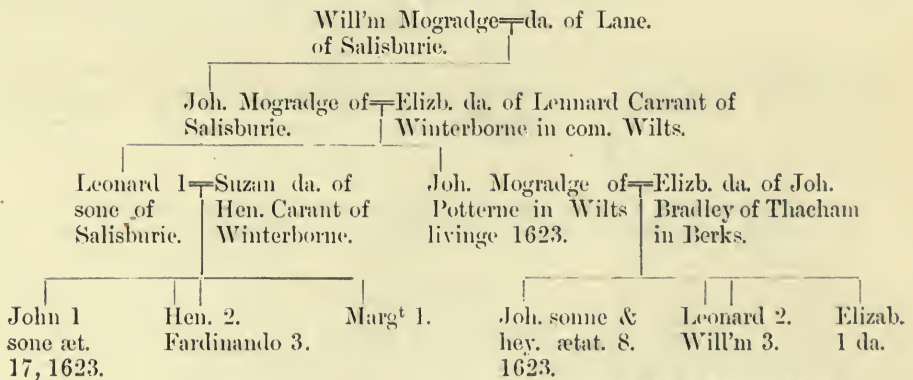 Will'm Mogradge=da. of Lane.
of Salisburie.
Joh. Mogradge of=Elizb. da. of Lennard Carrant of
Salisburie. Winterborne in com. Wilts.
Leonard 1=Suzan da. of
sone of Hen. Carant of
Salisburie. Winterborne.
Joh. Mogradge of=Elizb. da. of Joh.
Potterne in Wilts Bradley of Thacham
livinge 1623. in Berks.
John 1
sone æt.
17, 1623.
Hen. 2.
Fardinando 3.
Margᵗ 1.
Joh. sonne &
hey. ætat. 8.
1623.
Leonard 2.
Will'm 3.
Elizab.
1 da.